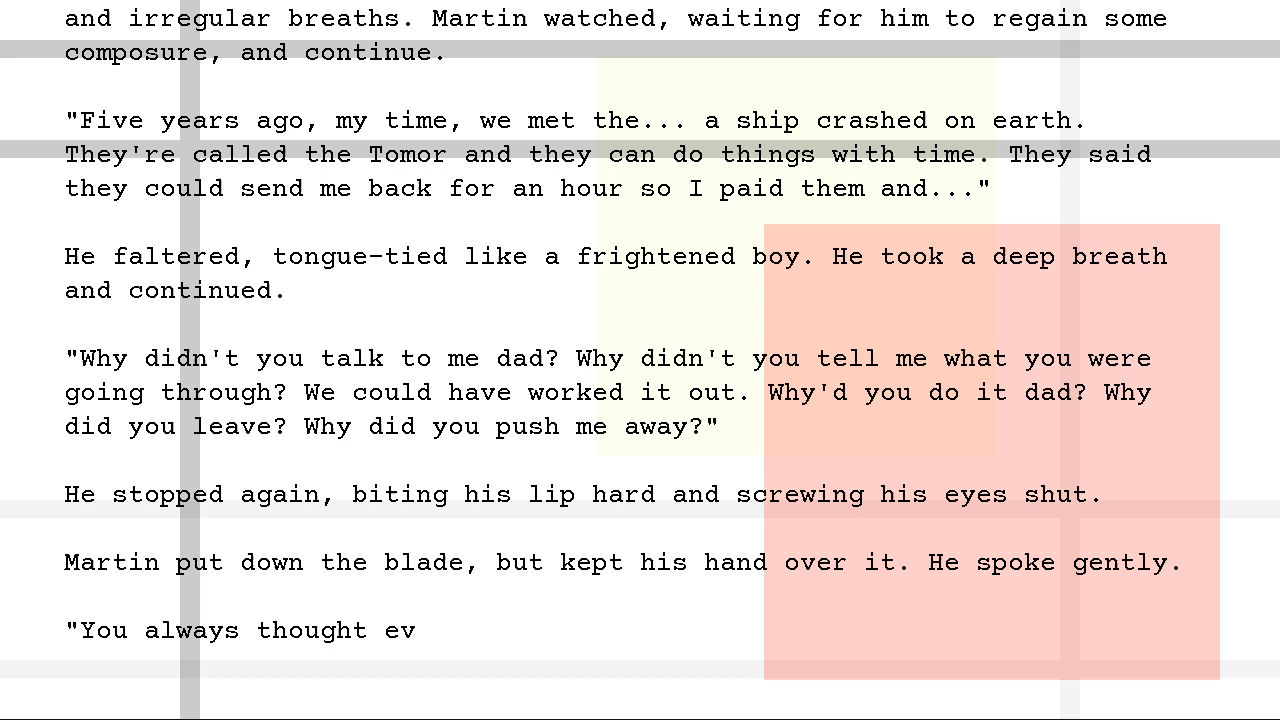 and irregular breaths. Martin watched, waiting for him to regain some
composure, and continue.
"Five years ago, my time, we met the... a ship crashed on earth.
They're called the Tomor and they can do things with time. They said
they could send me back for an hour so I paid them and..."
He faltered, tongue-tied like a frightened boy. He took a deep breath
and continued.
"Why didn't you talk to me dad? Why didn't you tell me what you were
going through? We could have worked it out. Why'd you do it dad? Why
did you leave? Why did you push me away?"
He stopped again, biting his lip hard and screwing his eyes shut.
Martin put down the blade, but kept his hand over it. He spoke gently.
"You always thought ev